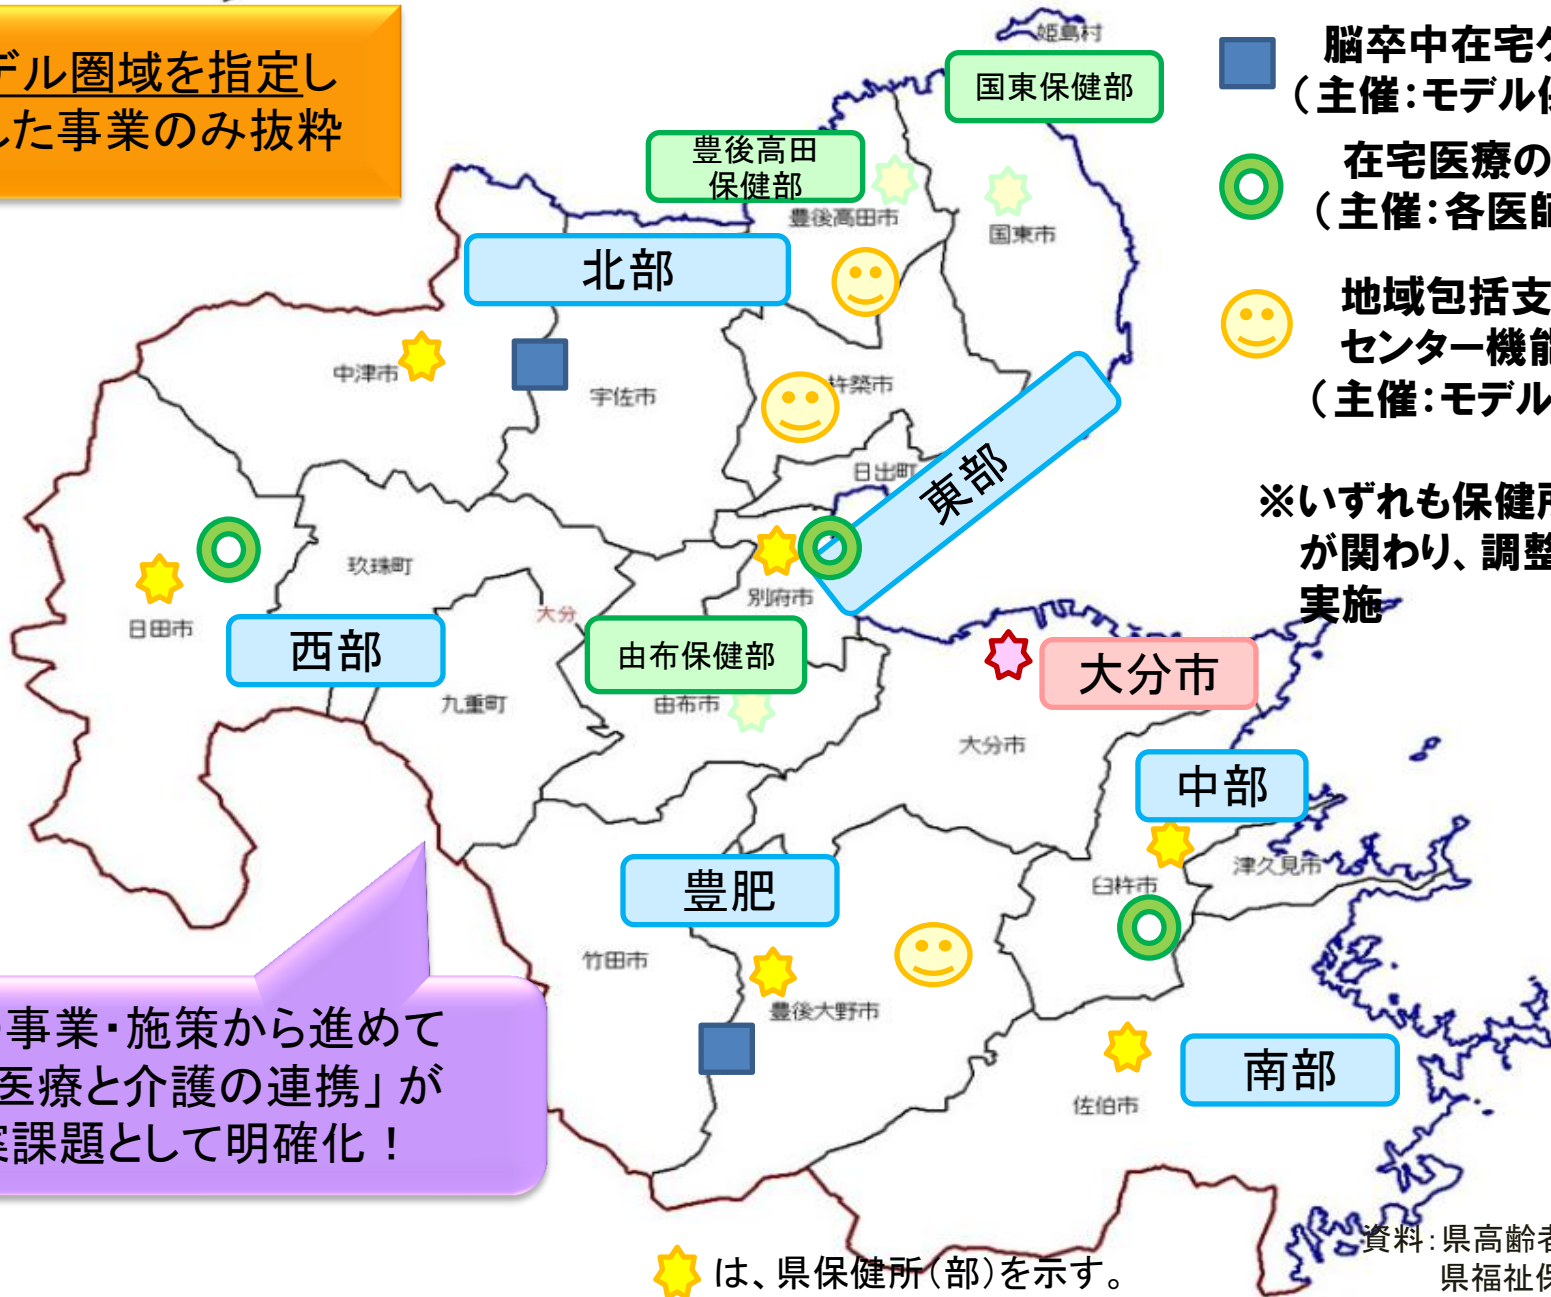 デル圏域を指定し
した事業のみ抜粋
姫島村
国東保健部
豊後高田
保健部
豊後高田市
国東市
北部
中津市
宇佐市
杵築市
日出町
東部
別府市
玖珠町
大分
日田市
西部
由布保健部
九重町
由布市
大分市
大分市
中部
津久見市
臼杵市
豊肥
竹田市
豊後大野市
南部
佐伯市
脳卒中在宅
（主催：モデル
在宅医療の
（主催：各医師
地域包括支
センター機能
（主催：モデル
※いずれも保健所
が関わり、調整
実施
事業・施策から進めて
医療と介護の連携」が
課題として明確化！
は、県保健所（部）を示す。
資料：県高齢者
県福祉保